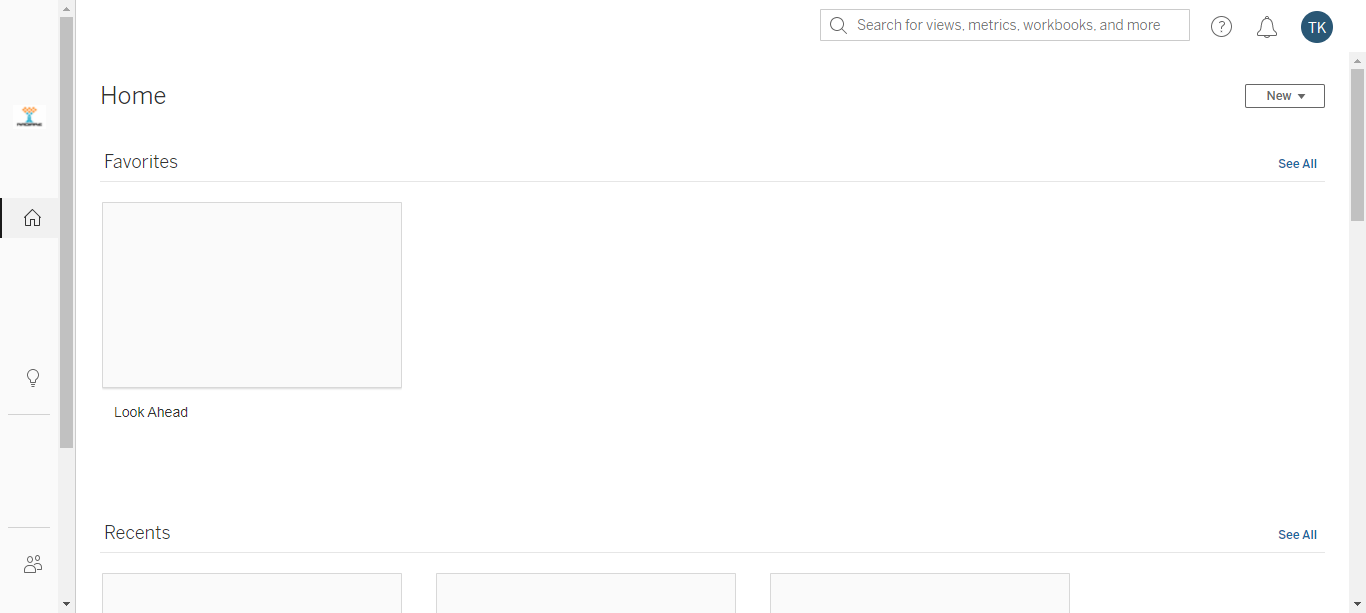 Search for views, metrics, workbooks, and more
TK
Home
New
Favorites
See All
Look Ahead
Recents
See All